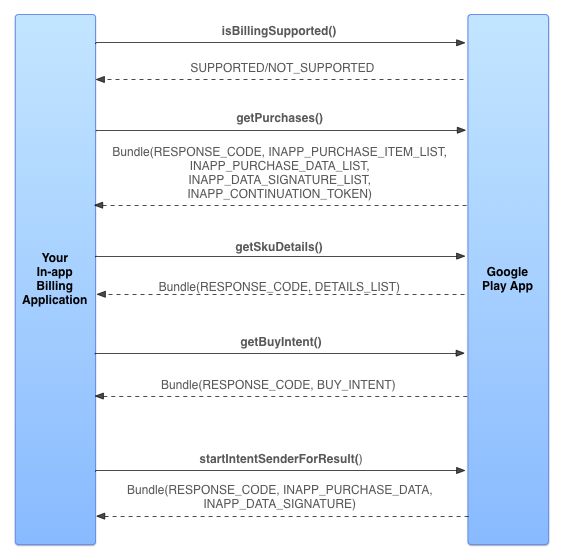 isBillingSupported()
SUPPORTED/NOT_SUPPORTED
getPurchases()
Bundle(RESPONSE_CODE, INAPP_PURCHASE_ITEM_LIST,
INAPP_PURCHASE_DATA_LIST,
INAPP_DATA_SIGNATURE_LIST,
INAPP_CONTINUATION_TOKEN)
getSkuDetails()
Your
In-app
Billing
Application
Google
Play App
Bundle(RESPONSE_CODE, DETAILS_LIST)
getBuyIntent()
Bundle(RESPONSE_CODE, BUY_INTENT)
startIntentSenderForResult()
Bundle(RESPONSE_CODE, INAPP_PURCHASE_DATA,
INAPP_DATA_SIGNATURE)